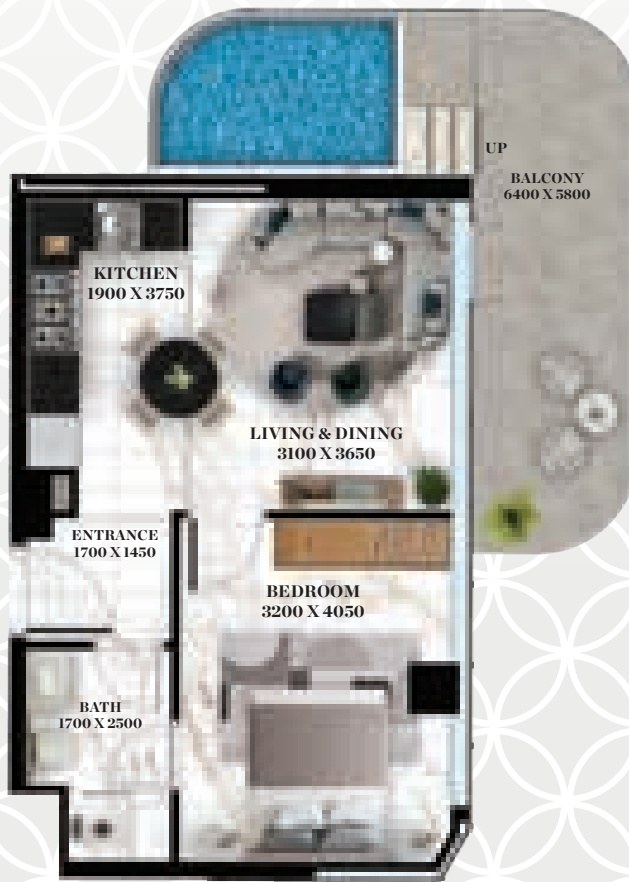 UP
BALCONY
6400 X 5800
KITCHEN
1900 X 3750
LIVING & DINING
3100 X 3650
ENTRANCE
1700 X 1450
BEDROOM
3200 X 4050
BATH
1700 X 2500